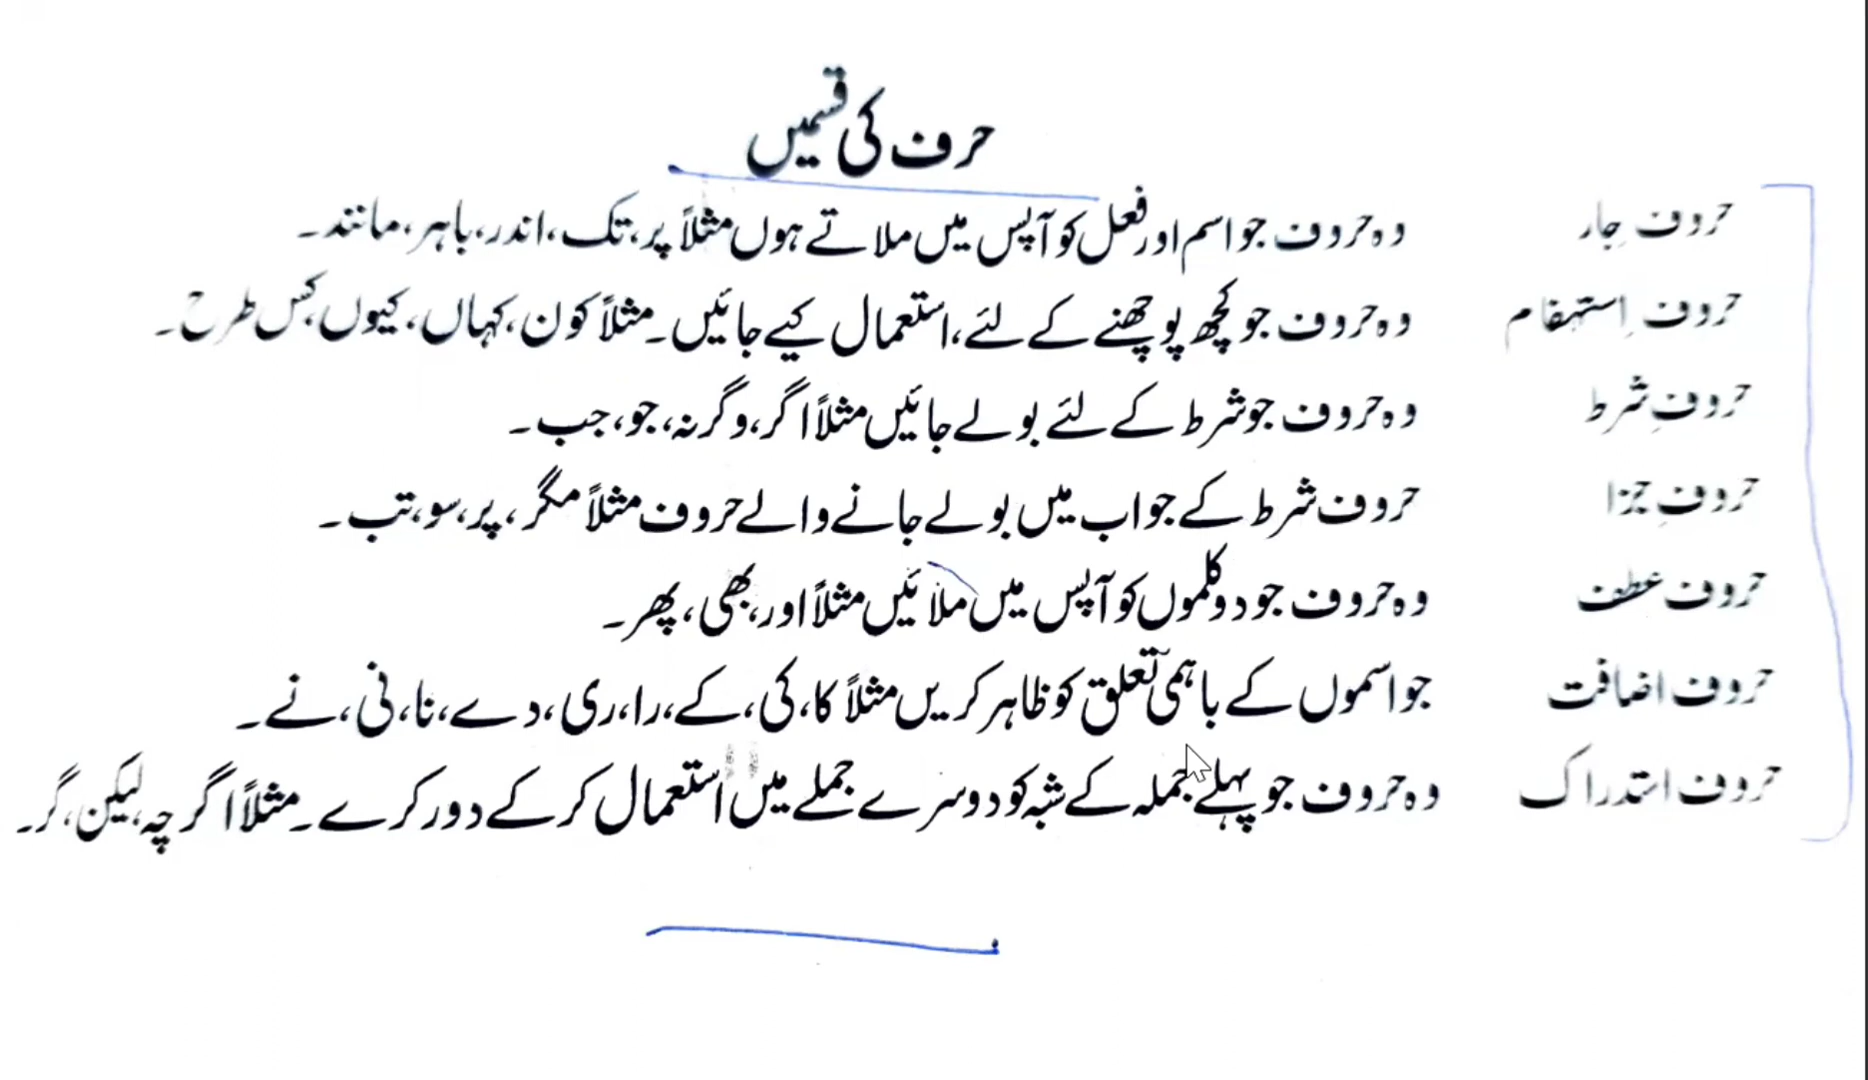 حرف کی قسمیں
حروف جار وہ حروف جو اسم اور فعل کو آپس میں ملاتے ہوں مثلاً پر، تک، اندر، باہر، مانند۔
حروف استہفام وہ حروف جو کچھ پوچھنے کے لئے، استعمال کیے جائیں۔ مثلاً کون، کہاں، کیوں، کس طرح۔
حروفِ شرط وہ حروف جو شرط کے لئے بولے جائیں مثلاً اگر، وگرنہ، جو، جب۔
حروفِ جزا حروف شرط کے جواب میں بولے جانے والے حروف مثلاً مگر، پر، سو، تب۔
حروف عطف وہ حروف جو دو کلموں کو آپس میں ملائیں مثلاً اور، بھی، پھر۔
حروف اضافت جو اسموں کے باہمی تعلق کو ظاہر کریں مثلاً کا، کی، کے، را، ری، دے، نا، نی، نے۔
حروف استدراک وہ حروف جو پہلے جملہ کے شبہ کو دوسرے جملے میں استعمال کر کے دور کرے۔ مثلاً اگر چہ، لیکن، گر۔